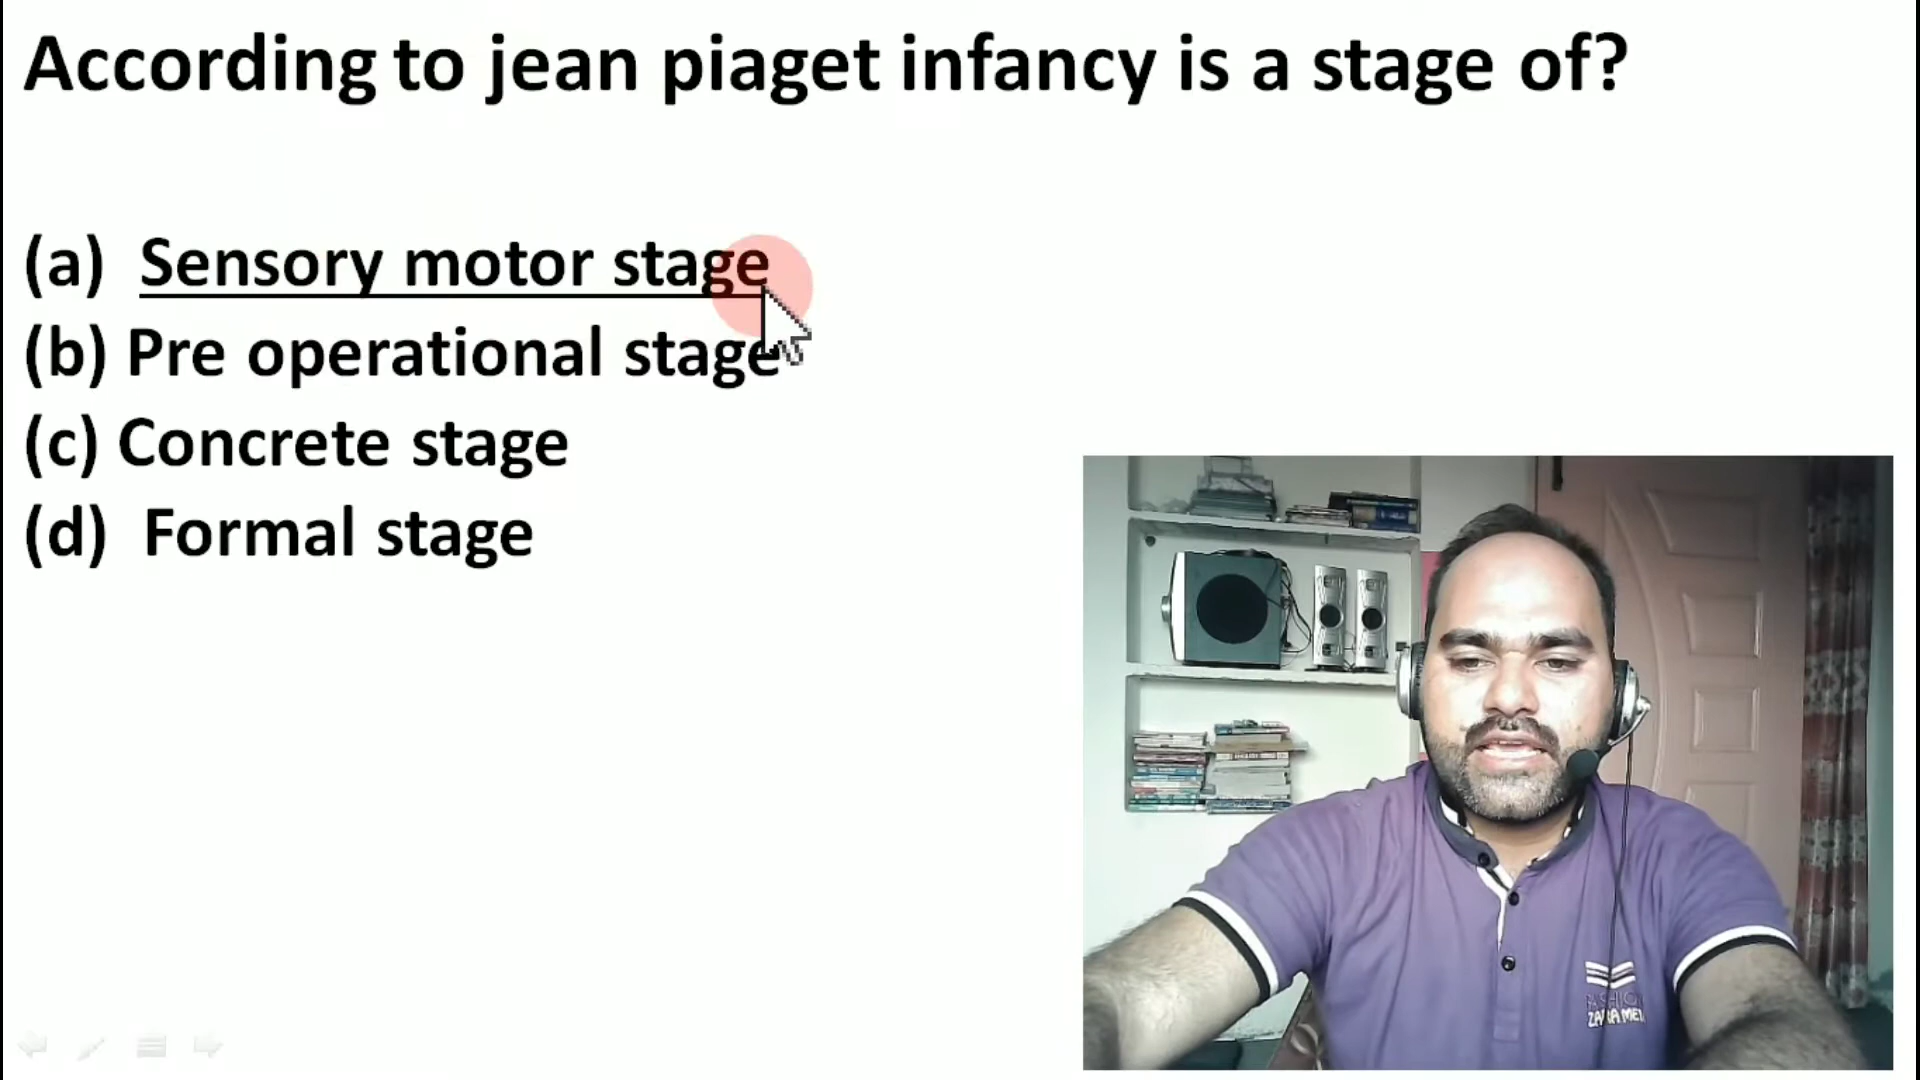 According to jean piaget infancy is a stage of?
(a) Sensory motor stage
(b) Pre operational stage
(c) Concrete stage
(d) Formal stage